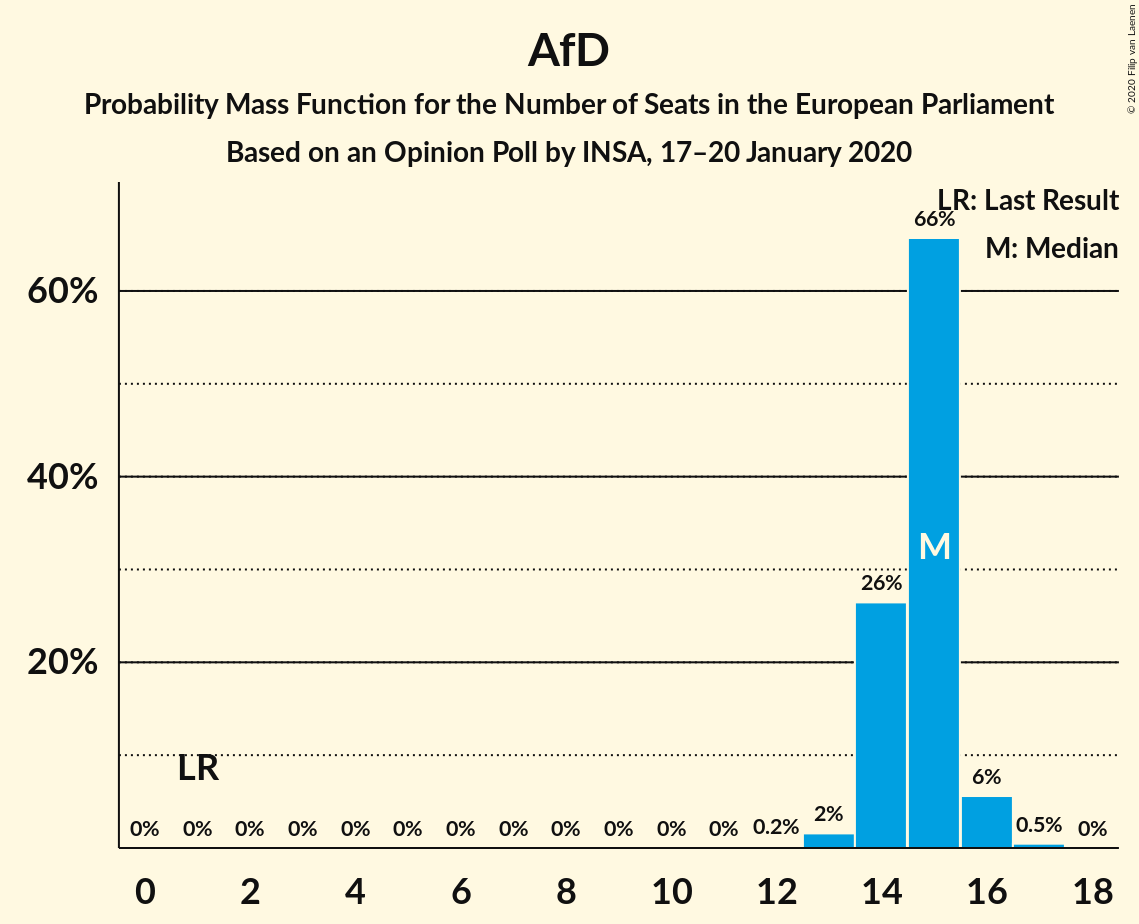 AfD
Probability Mass Function for the Number of Seats in the European Parliament
Based on an Opinion Poll by INSA, 17–20 January 2020
© 2020 Filip van Laenen
LR: Last Result
M: Median
66%
60%
40%
M
26%
20%
LR
6%
0% 0% 0% 0% 0% 0% 0% 0% 0% 0% 0% 0% 0.2% 2% 0.5% 0%
0 2 4 6 8 10 12 14 16 18